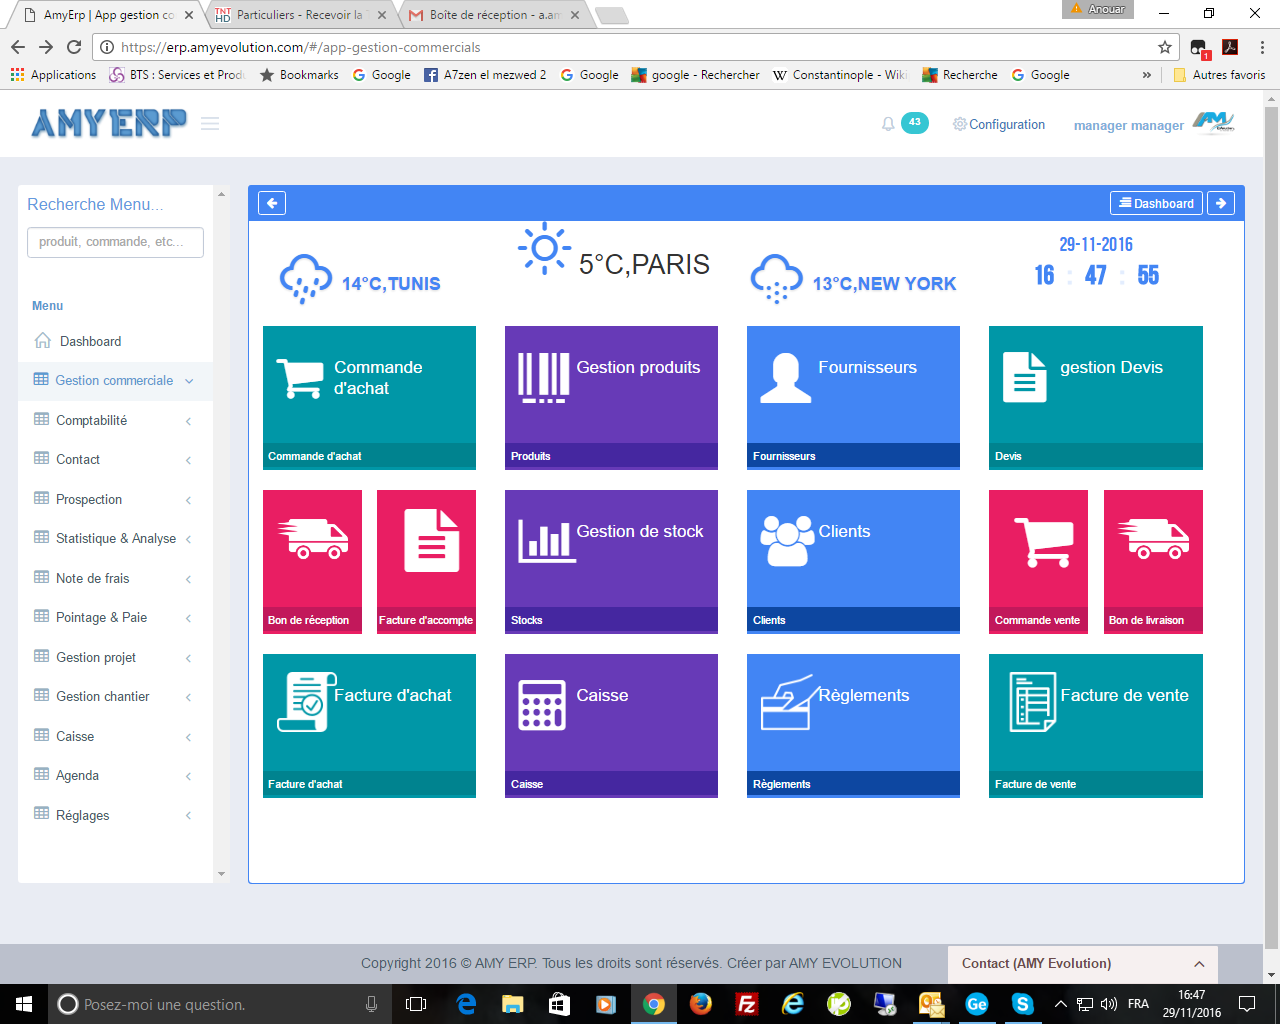 AmyErp | App gestion co
Particuliers - Recevoir la
Boîte de réception - a.am
Anouar
https://erp.amyevolution.com/#/app-gestion-commercials
1
Applications
BTS : Services et Produ
Bookmarks
Google
A7zen el mezwed 2
Google
google - Rechercher
Constantinople - Wiki
Recherche
Google
»
Autres favoris
AMY ERP
43
Configuration
manager manager
Recherche Menu...
produit, commande, etc...
Menu
Dashboard
Gestion commerciale
Comptabilité
Contact
Prospection
Statistique & Analyse
Note de frais
Pointage & Paie
Gestion projet
Gestion chantier
Caisse
Agenda
Réglages
Dashboard
14°C,TUNIS
5°C,PARIS
13°C,NEW YORK
29-11-2016
16 : 47 : 55
Commande
d'achat
Commande d'achat
Gestion produits
Produits
Fournisseurs
Fournisseurs
gestion Devis
Devis
Bon de réception
Facture d'accompte
Gestion de stock
Stocks
Clients
Clients
Commande vente
Bon de livraison
Facture d'achat
Facture d'achat
Caisse
Caisse
Règlements
Règlements
Facture de vente
Facture de vente
Copyright 2016 © AMY ERP. Tous les droits sont réservés. Créer par AMY EVOLUTION
Contact (AMY Evolution)
Posez-moi une question.
FRA
16:47
29/11/2016